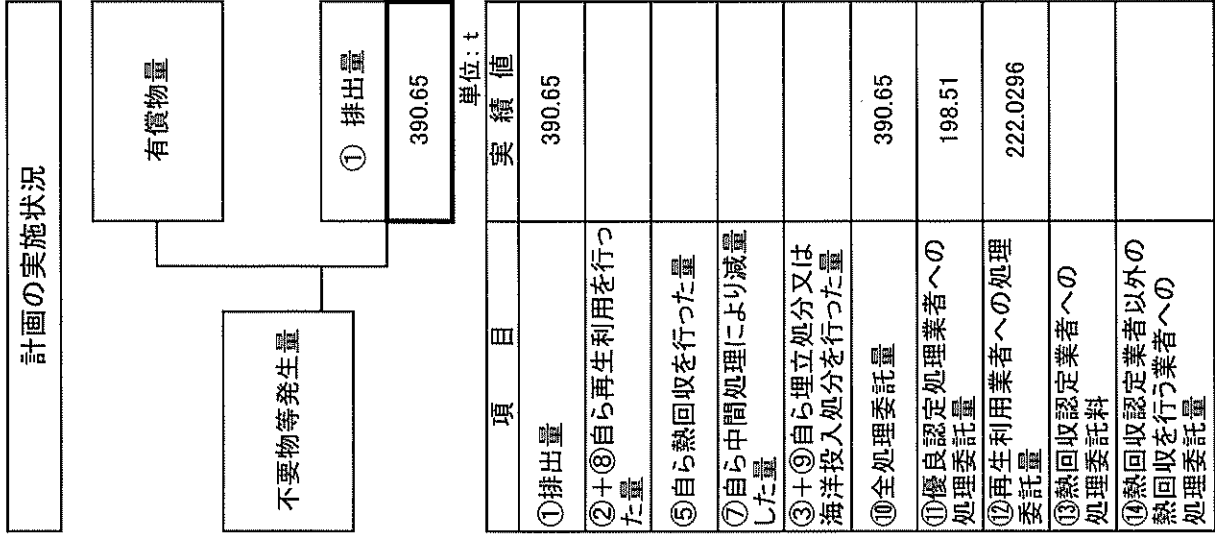 計画の実施状況
不要物等発生量
有償物量
① 排出量
390.65
単位：t
項 目 実 績 値
①排出量 390.65
②＋⑧自ら再生利用を行っ
た量
⑤自ら熱回収を行った量
⑦自ら中間処理により減量
した量
③＋⑨自ら埋立処分又は
海洋投入処分を行った量
⑩全処理委託量 390.65
⑪優良認定処理業者への
処理委託量 198.51
⑫再生利用業者への処理
委託量 222.0296
⑬熱回収認定業者への
処理委託料
⑭熱回収認定業者以外の
熱回収を行う業者への
処理委託量